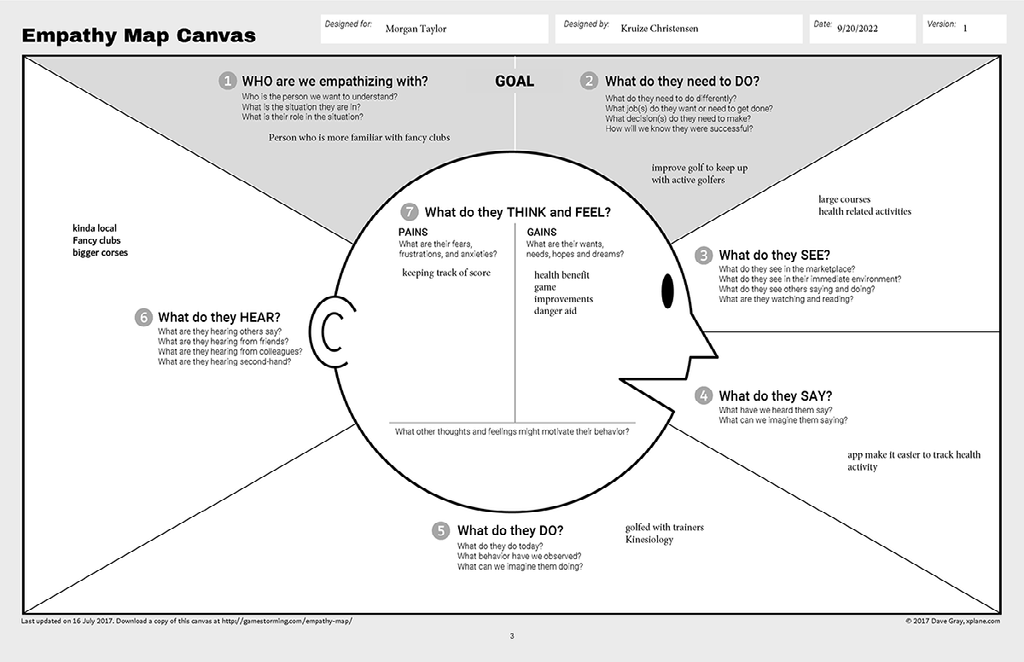 Empathy Map Canvas
Designed for:
Morgan Taylor
Designed by:
Kruize Christensen
Date:
9/20/2022
Version:
1
1 WHO are we empathizing with?
Who is the person we want to understand?
What is the situation they are in?
What is their role in the situation?
Person who is more familiar with fancy clubs
GOAL
2 What do they need to DO?
What do they need to do differently?
What job(s) do they want or need to get done?
What decision(s) do they need to make?
How will we know they were successful?
improve golf to keep up
with active golfers
large courses
health related activities
3 What do they SEE?
What do they see in the marketplace?
What do they see in their immediate environment?
What do they see others saying and doing?
What are they watching and reading?
4 What do they SAY?
What have we heard them say?
What can we imagine them saying?
app make it easier to track health
activity
5 What do they DO?
What do they do today?
What behavior have we observed?
What can we imagine them doing?
golfed with trainers
Kinesiology
kinda local
Fancy clubs
bigger corses
6 What do they HEAR?
What are they hearing others say?
What are they hearing from friends?
What are they hearing from colleagues?
What are they hearing second-hand?
7 What do they THINK and FEEL?
PAINS
What are their fears,
frustrations, and anxieties?
keeping track of score
GAINS
What are their wants,
needs, hopes and dreams?
health benefit
game
improvements
danger aid
What other thoughts and feelings might motivate their behavior?
Last updated on 16 July 2017. Download a copy of this canvas at http://gamestorming.com/empathy-map/
© 2017 Dave Gray, xplane.com
3